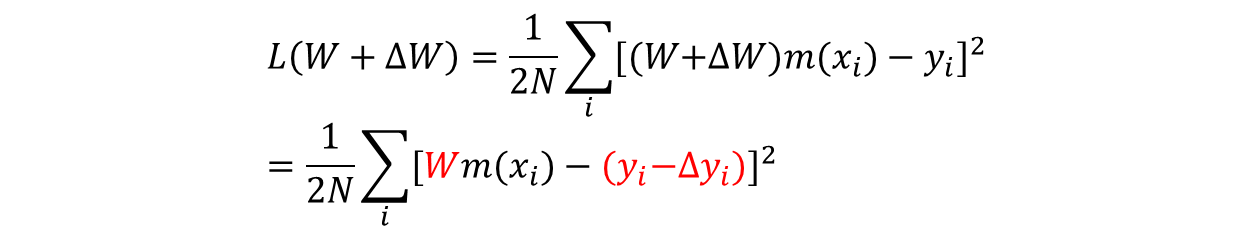 L(W + ΔW) = 1/2N ∑_i [(W+ΔW)m(x_i) − y_i]^2
= 1/2N ∑_i [Wm(x_i) − (y_i−Δy_i)]^2